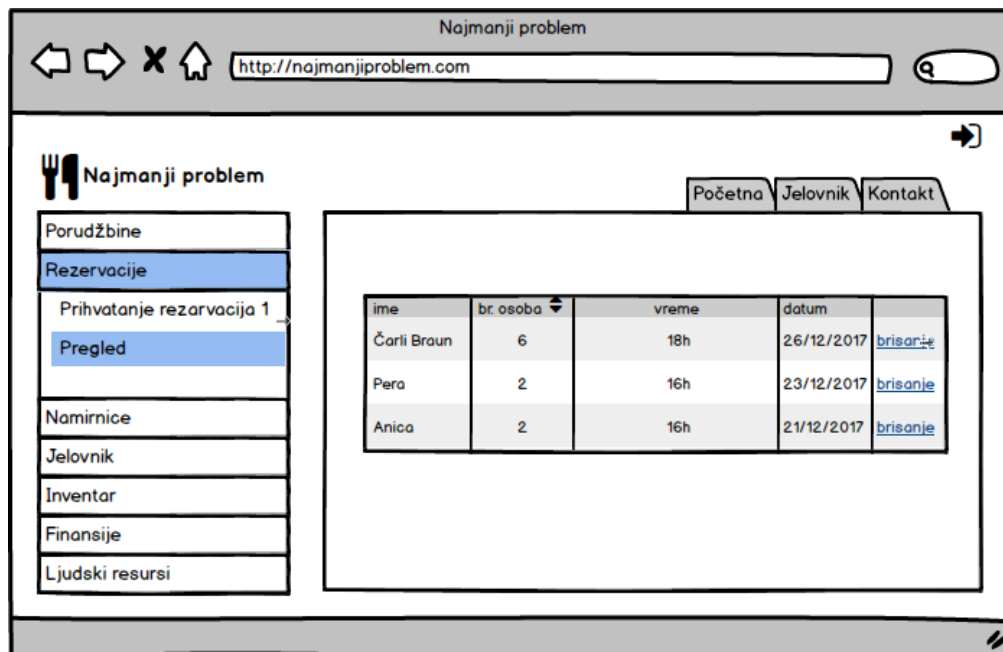 Najmanji problem
http://najmanjiproblem.com
Najmanji problem
Početna Jelovnik Kontakt
Porudžbine
Rezervacije
Prihvatanje rezarvacija 1
Pregled
Namirnice
Jelovnik
Inventar
Finansije
Ljudski resursi
ime br. osoba vreme datum
Čarli Braun 6 18h 26/12/2017 brisanje
Pera 2 16h 23/12/2017 brisanje
Anica 2 16h 21/12/2017 brisanje